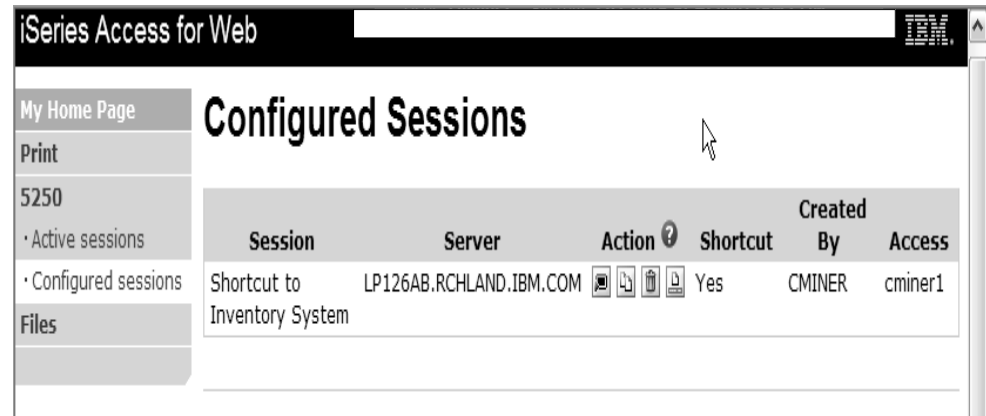 iSeries Access for Web
IBM.
My Home Page
Print
5250
· Active sessions
· Configured sessions
Files
Configured Sessions
Session Server Action ? Shortcut Created By Access
Shortcut to Inventory System LP126AB.RCHLAND.IBM.COM Yes CMINER cminer1